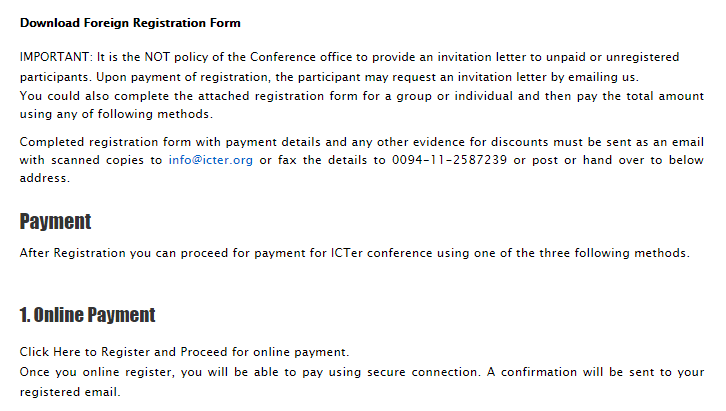 Download Foreign Registration Form
IMPORTANT: It is the NOT policy of the Conference office to provide an invitation letter to unpaid or unregistered
participants. Upon payment of registration, the participant may request an invitation letter by emailing us.
You could also complete the attached registration form for a group or individual and then pay the total amount
using any of following methods.
Completed registration form with payment details and any other evidence for discounts must be sent as an email
with scanned copies to info@icter.org or fax the details to 0094-11-2587239 or post or hand over to below
address.
Payment
After Registration you can proceed for payment for ICTer conference using one of the three following methods.
1. Online Payment
Click Here to Register and Proceed for online payment.
Once you online register, you will be able to pay using secure connection. A confirmation will be sent to your
registered email.